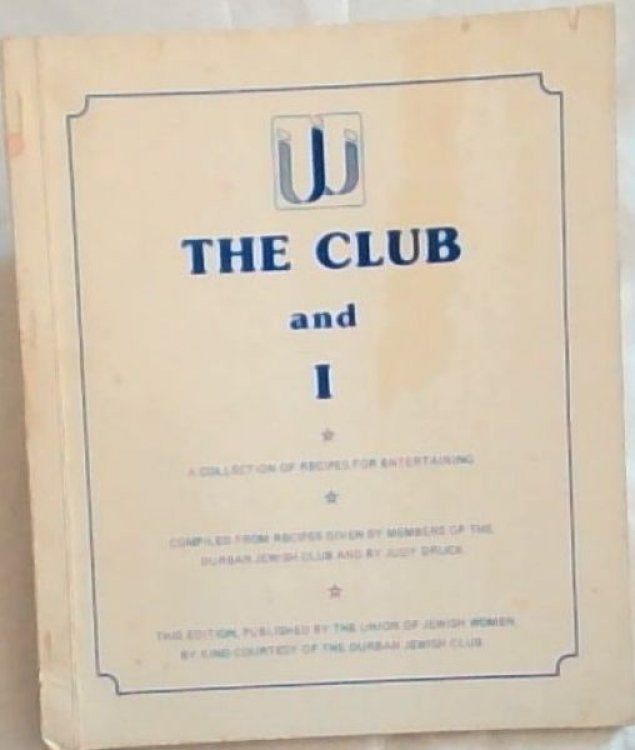 THE CLUB
and
I
A COLLECTION OF RECIPES FOR ENTERTAINING
COMPILED FROM RECIPES GIVEN BY MEMBERS OF THE
DURBAN JEWISH CLUB AND BY JUDY DRUCK
THIS EDITION, PUBLISHED BY THE UNION OF JEWISH WOMEN,
BY KIND COURTESY OF THE DURBAN JEWISH CLUB